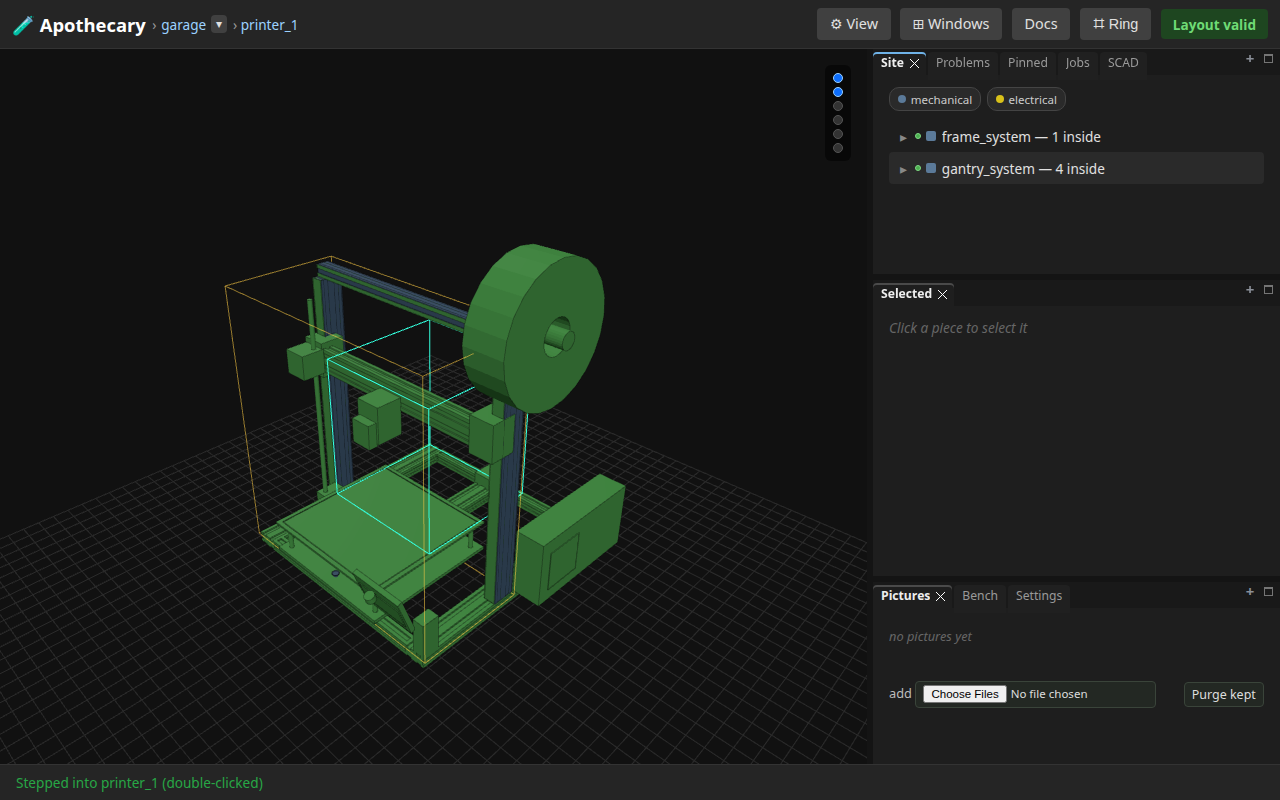 Apothecary › garage ▾ › printer_1
⚙ View
⊞ Windows
Docs
⌗ Ring
Layout valid
Site
Problems
Pinned
Jobs
SCAD
mechanical
electrical
frame_system — 1 inside
gantry_system — 4 inside
Selected
Click a piece to select it
Pictures
Bench
Settings
no pictures yet
add Choose Files No file chosen
Purge kept
Stepped into printer_1 (double-clicked)